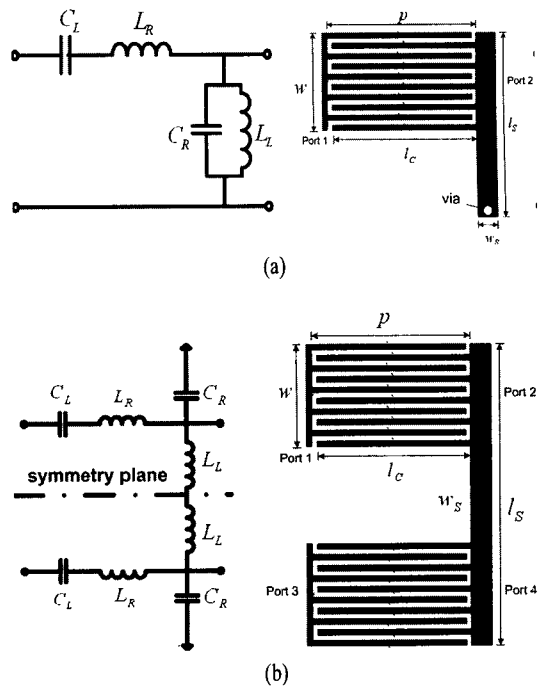 C_L L_R
C_R L_L
p
w
Port 1
Port 2
l_C
l_S
via
w_S
(a)
C_L L_R C_R
L_L
symmetry plane
L_L
C_L L_R C_R
p
w
Port 1
Port 2
l_C
w_S
l_S
Port 3
Port 4
(b)